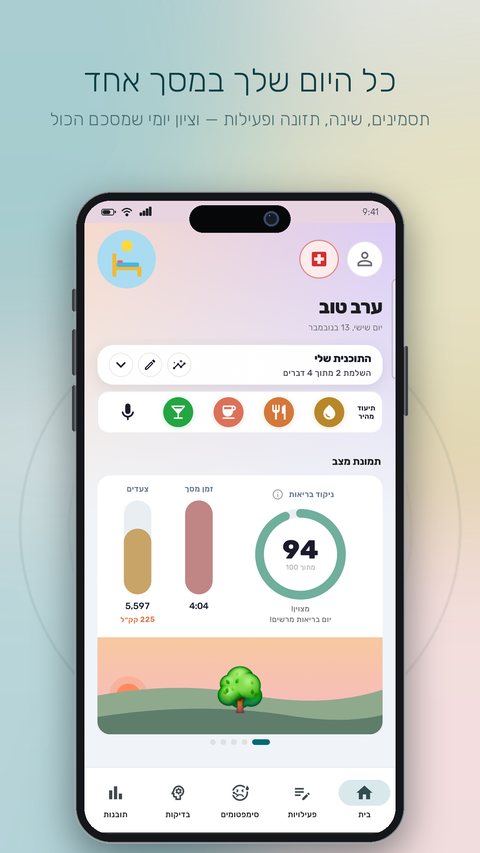 כל היום שלך במסך אחד
תסמינים, שינה, תזונה ופעילות – וציון יומי שמסכם הכול
9:41
ערב טוב
יום שישי, 13 בנובמבר
התוכנית שלי
השלמת 2 מתוך 4 דברים
תיעוד
מהיר
תמונת מצב
ניקוד בריאות
זמן מסך
צעדים
94
מתוך 100
מצוין!
יום בריאות מרשים!
4:04
5,597
225 קק״ל
בית
פעילויות
סימפטומים
בדיקות
תובנות